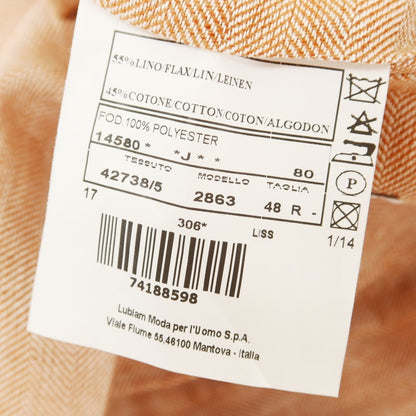 55%LINO/FLAX/LIN/LEINEN
45%COTONE/COTTON/COTON/ALGODON
FOD.100% POLYESTER
14580* *J* * 80
TESSUTO MODELLO TAGLIA
42738/5 2863 48 R -
17 306* LISS 1/14
P
74188598
Lubiam Moda per l'Uomo S.p.A.
Viale Fiume 55,46100 Mantova - Italia